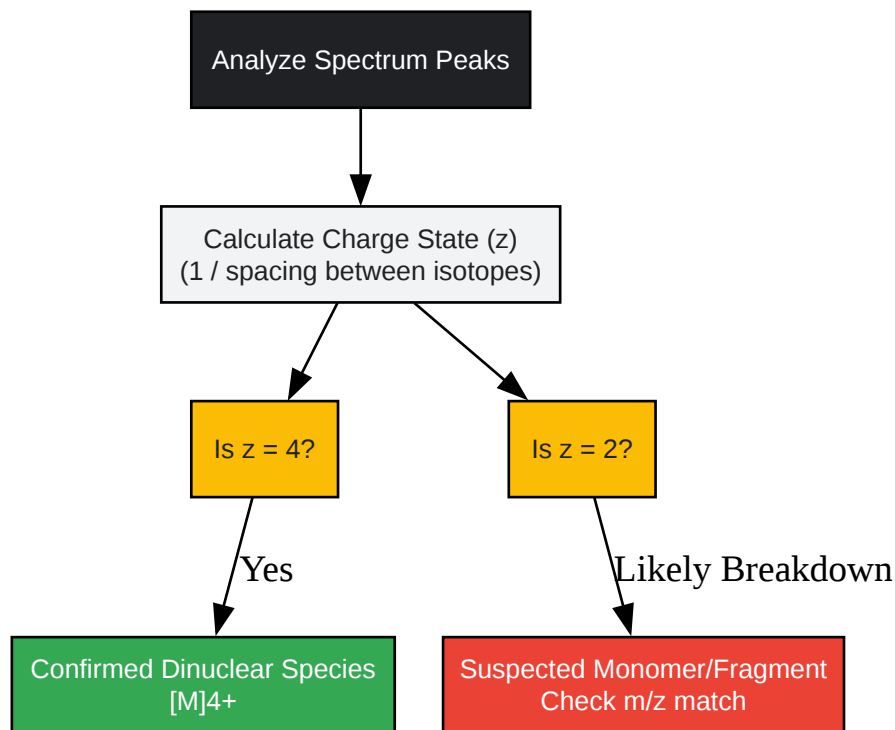 Analyze Spectrum Peaks
Calculate Charge State (z)
(1 / spacing between isotopes)
Is z = 4?
Is z = 2?
Yes
Likely Breakdown
Confirmed Dinuclear Species
[M]4+
Suspected Monomer/Fragment
Check m/z match